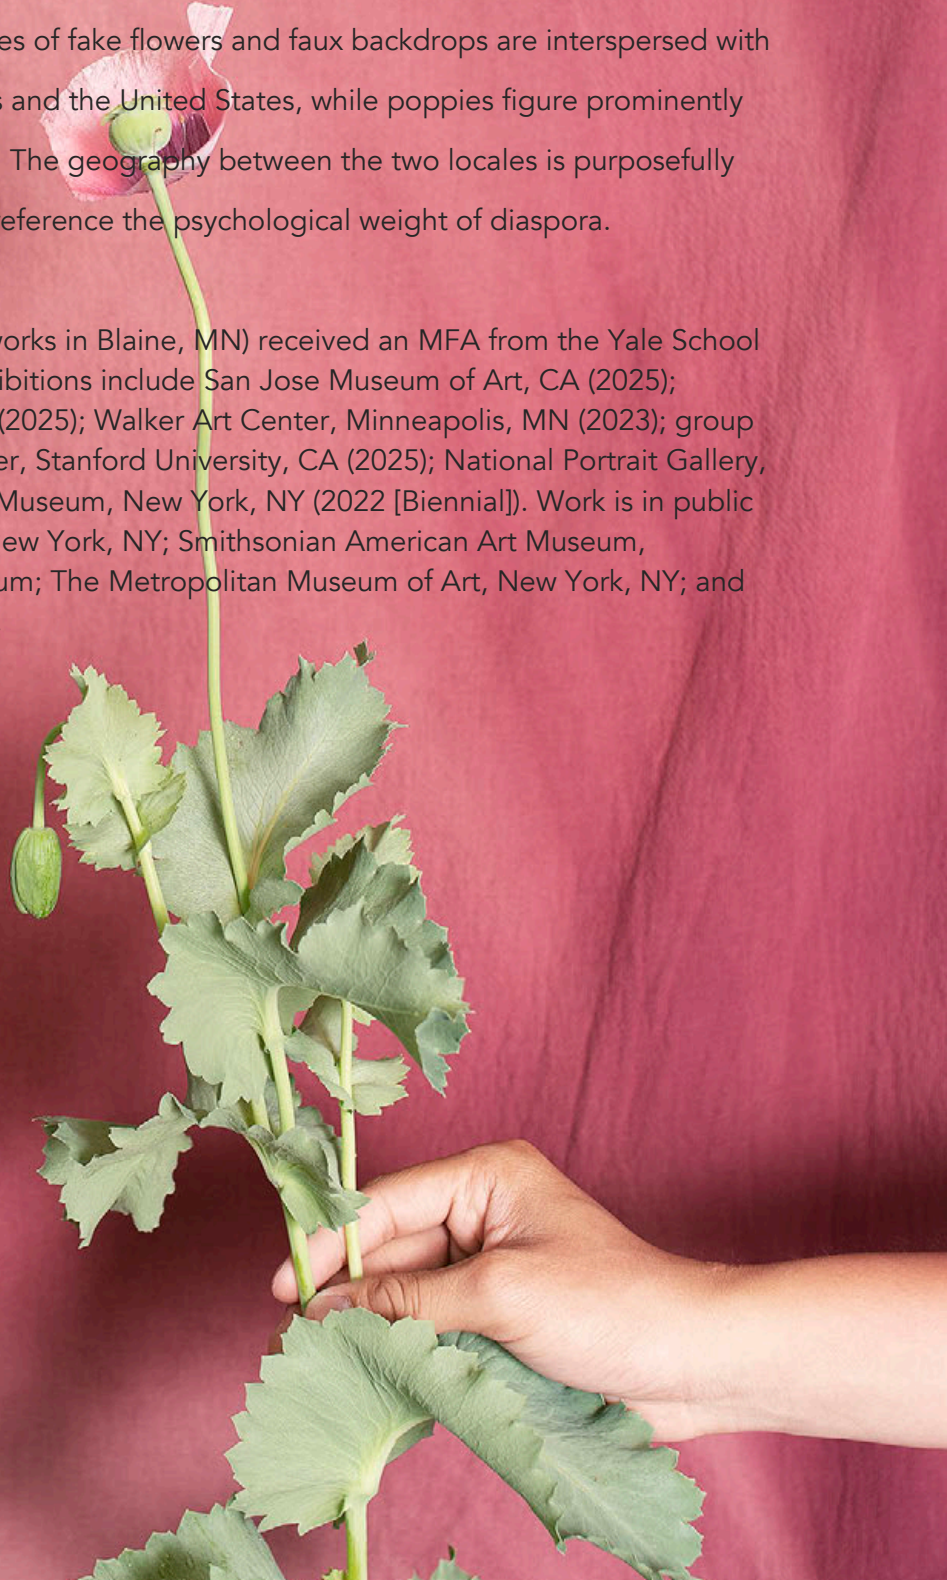 es of fake flowers and faux backdrops are interspersed with
s and the United States, while poppies figure prominently
The geography between the two locales is purposefully
eference the psychological weight of diaspora.
orks in Blaine, MN) received an MFA from the Yale School
ibitions include San Jose Museum of Art, CA (2025);
(2025); Walker Art Center, Minneapolis, MN (2023); group
er, Stanford University, CA (2025); National Portrait Gallery,
Museum, New York, NY (2022 [Biennial]). Work is in public
ew York, NY; Smithsonian American Art Museum,
um; The Metropolitan Museum of Art, New York, NY; and